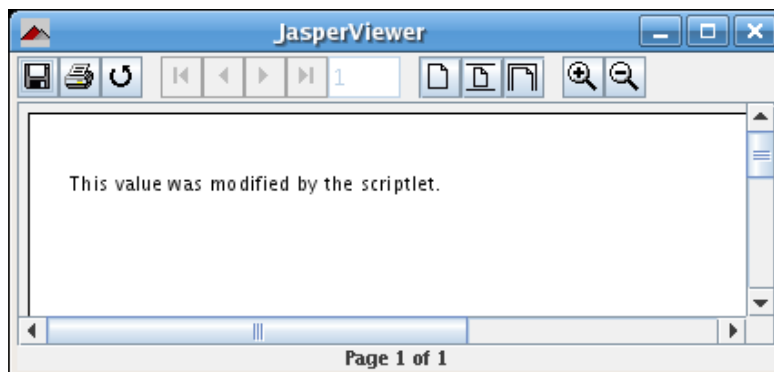 JasperViewer
1
This value was modified by the scriptlet.
Page 1 of 1